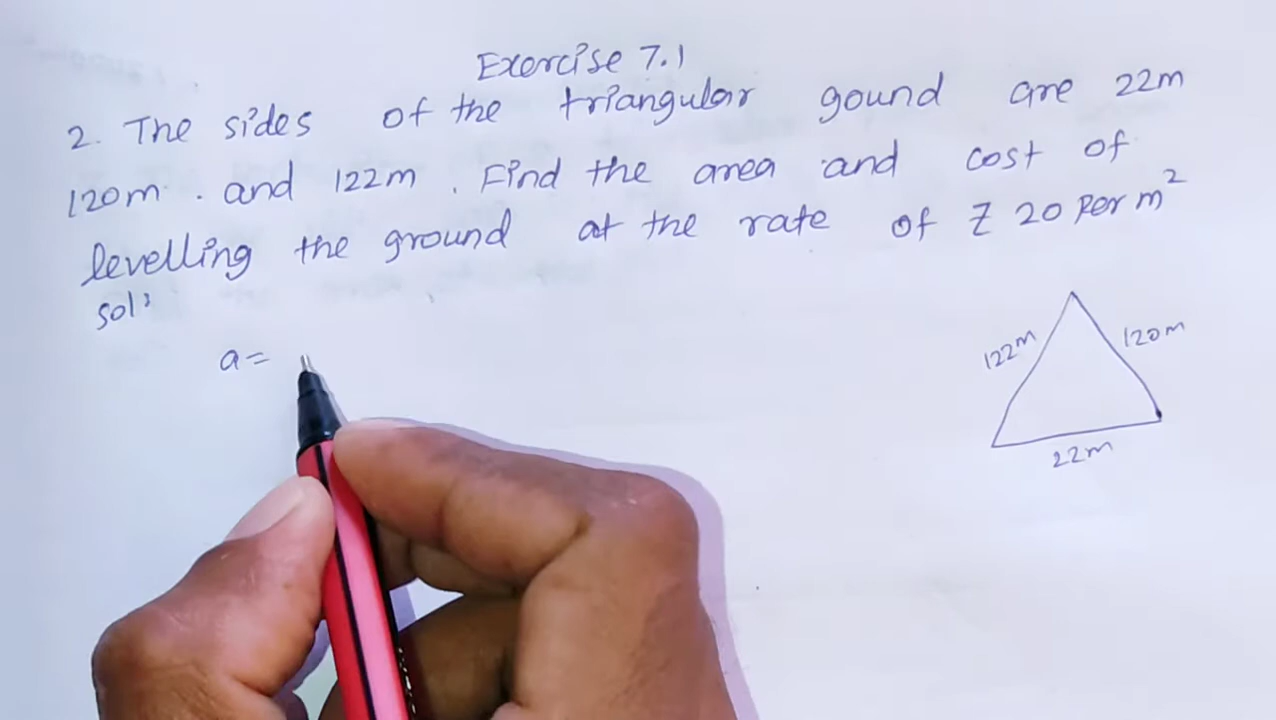 Exercise 7.1
2. The sides of the triangular gound are 22m
120m . and 122m . Find the area and cost of
levelling the ground at the rate of Z 20 Per m²
sol:
a=
122m
120m
22m